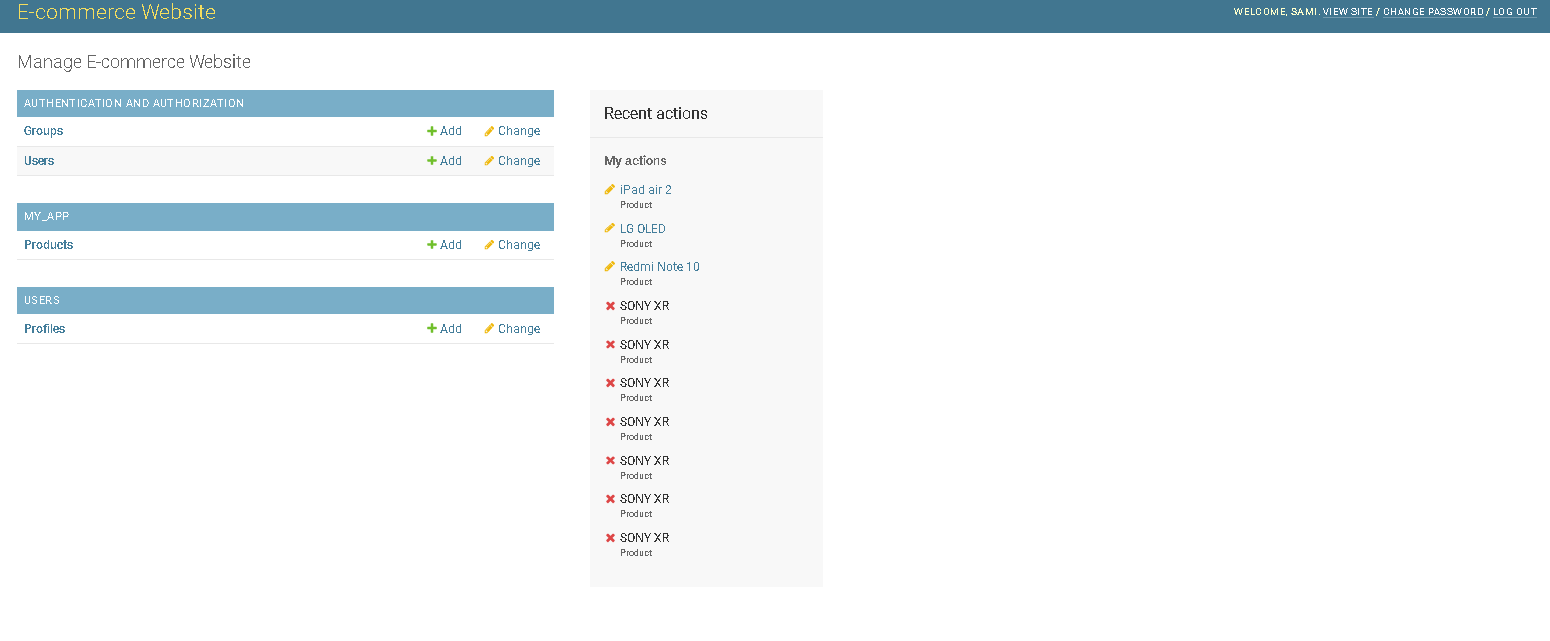 E-commerce Website
WELCOME, SAMI. VIEW SITE / CHANGE PASSWORD / LOG OUT
Manage E-commerce Website
AUTHENTICATION AND AUTHORIZATION
Groups Add Change
Users Add Change
MY_APP
Products Add Change
USERS
Profiles Add Change
Recent actions
My actions
iPad air 2
Product
LG OLED
Product
Redmi Note 10
Product
SONY XR
Product
SONY XR
Product
SONY XR
Product
SONY XR
Product
SONY XR
Product
SONY XR
Product
SONY XR
Product